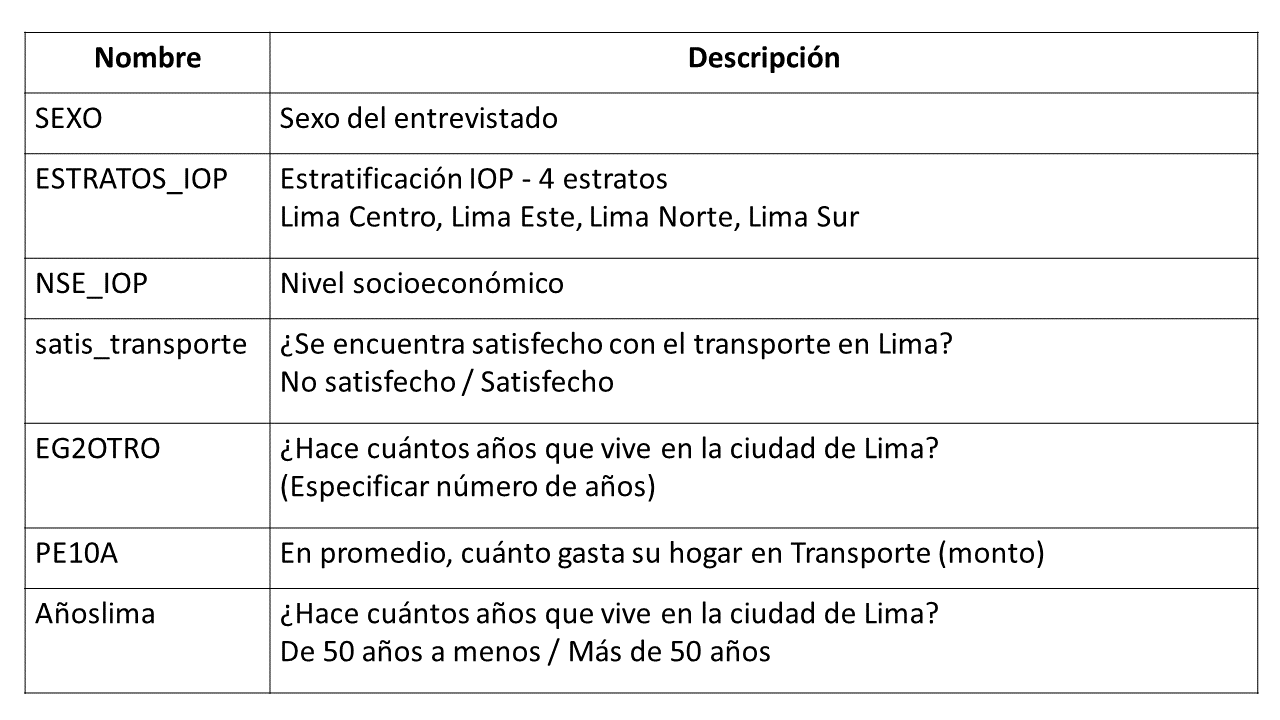 Nombre Descripción
SEXO Sexo del entrevistado
ESTRATOS_IOP Estratificación IOP - 4 estratos
Lima Centro, Lima Este, Lima Norte, Lima Sur
NSE_IOP Nivel socioeconómico
satis_transporte ¿Se encuentra satisfecho con el transporte en Lima?
No satisfecho / Satisfecho
EG2OTRO ¿Hace cuántos años que vive en la ciudad de Lima?
(Especificar número de años)
PE10A En promedio, cuánto gasta su hogar en Transporte (monto)
Añoslima ¿Hace cuántos años que vive en la ciudad de Lima?
De 50 años a menos / Más de 50 años